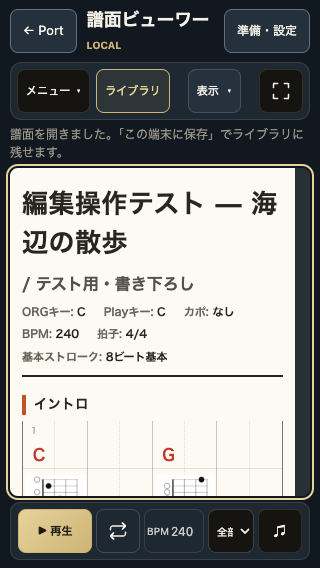 ← Port
譜面ビューワー
LOCAL
準備・設定
メニュー ▾
ライブラリ
表示 ▾
譜面を開きました。「この端末に保存」でライブラリに
残せます。
編集操作テスト — 海
辺の散歩
/ テスト用・書き下ろし
ORGキー: C Playキー: C カポ: なし
BPM: 240 拍子: 4/4
基本ストローク: 8ビート基本
イントロ
1
C G
▶ 再生
BPM 240